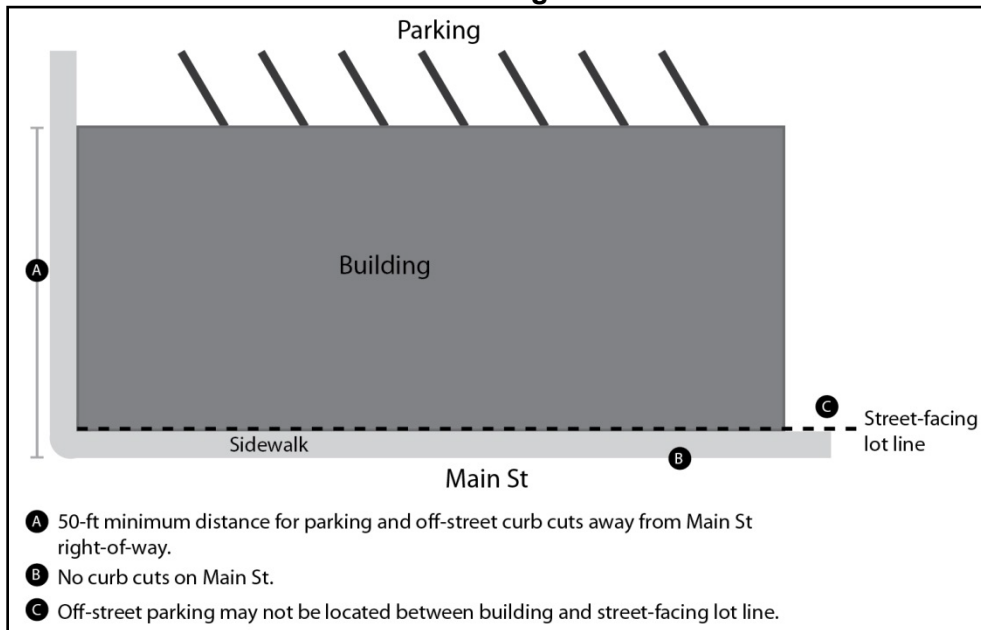 Parking
A
Building
C
Street-facing
lot line
Sidewalk
B
Main St
A 50-ft minimum distance for parking and off-street curb cuts away from Main St
right-of-way.
B No curb cuts on Main St.
C Off-street parking may not be located between building and street-facing lot line.